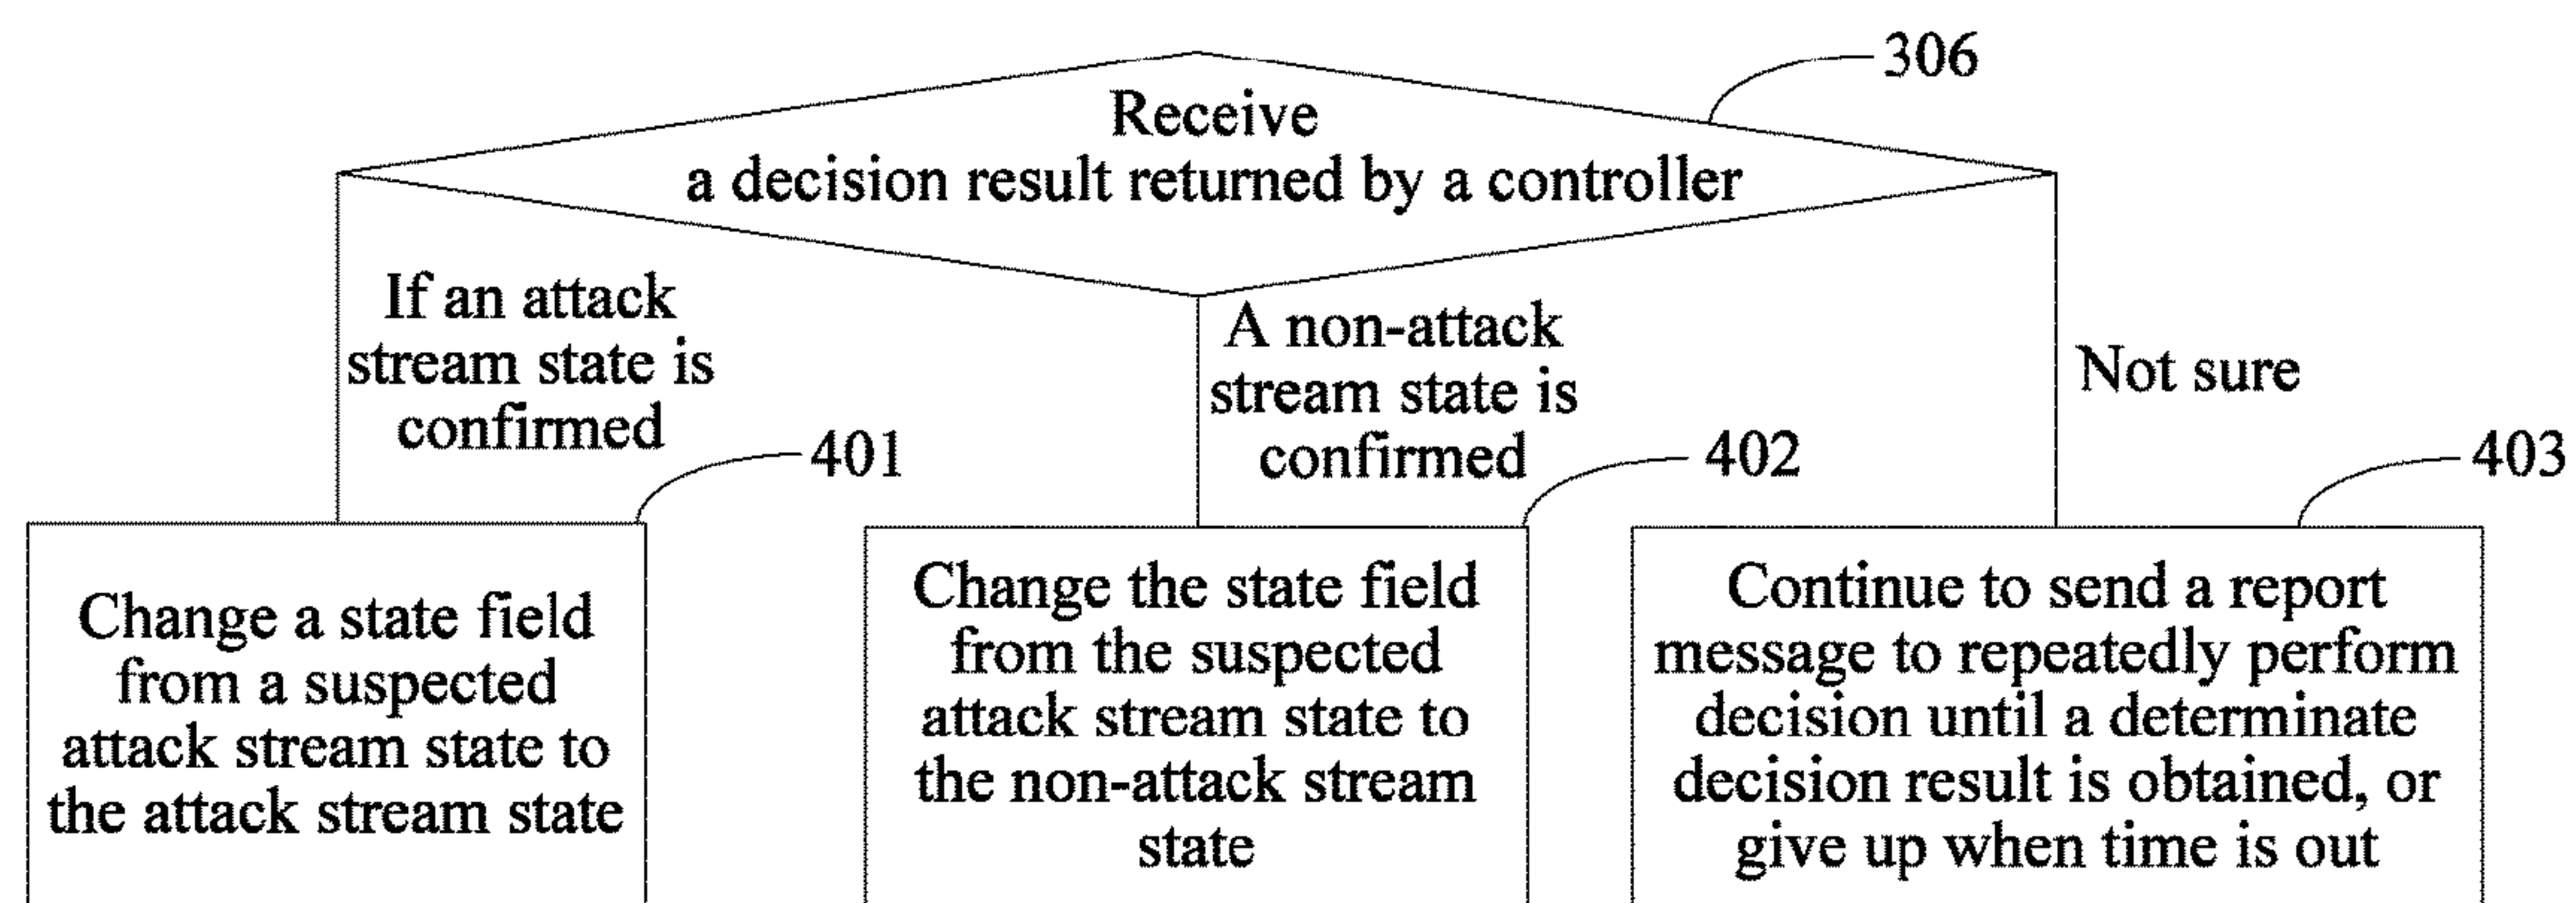 306
Receive
a decision result returned by a controller
If an attack
stream state is
confirmed
A non-attack
stream state is
confirmed
Not sure
401
402
403
Change a state field
from a suspected
attack stream state to
the attack stream state
Change the state field
from the suspected
attack stream state to
the non-attack stream
state
Continue to send a report
message to repeatedly perform
decision until a determinate
decision result is obtained, or
give up when time is out